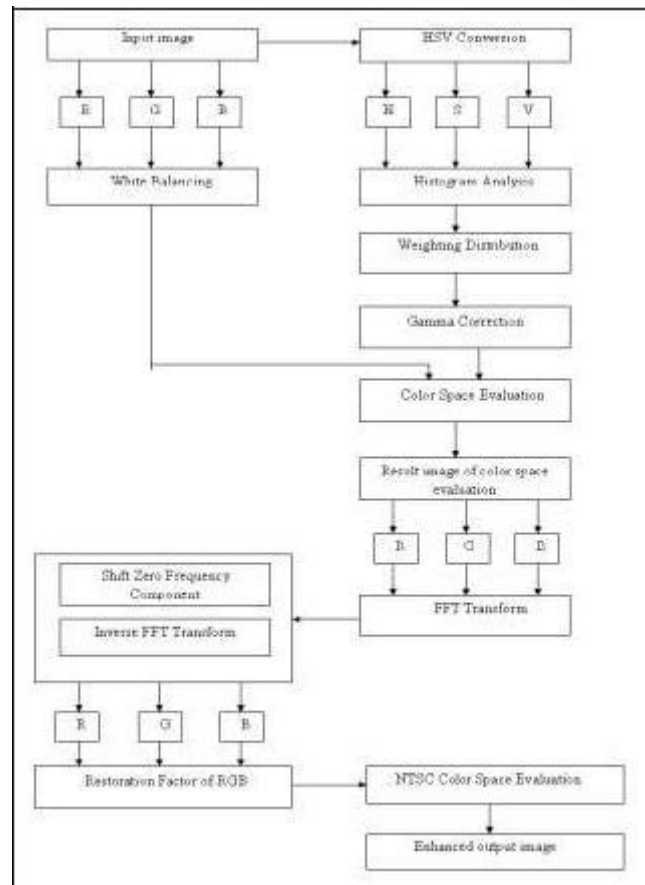 Input image
HSV Conversion
R G B
H S V
White Balancing
Histogram Analysis
Weighting Distribution
Gamma Correction
Color Space Evaluation
Result image of color space
evaluation
R G B
Shift Zero Frequency
Component
Inverse FFT Transform
FFT Transform
R G B
Restoration Factor of RGB
NTSC Color Space Evaluation
Enhanced output image